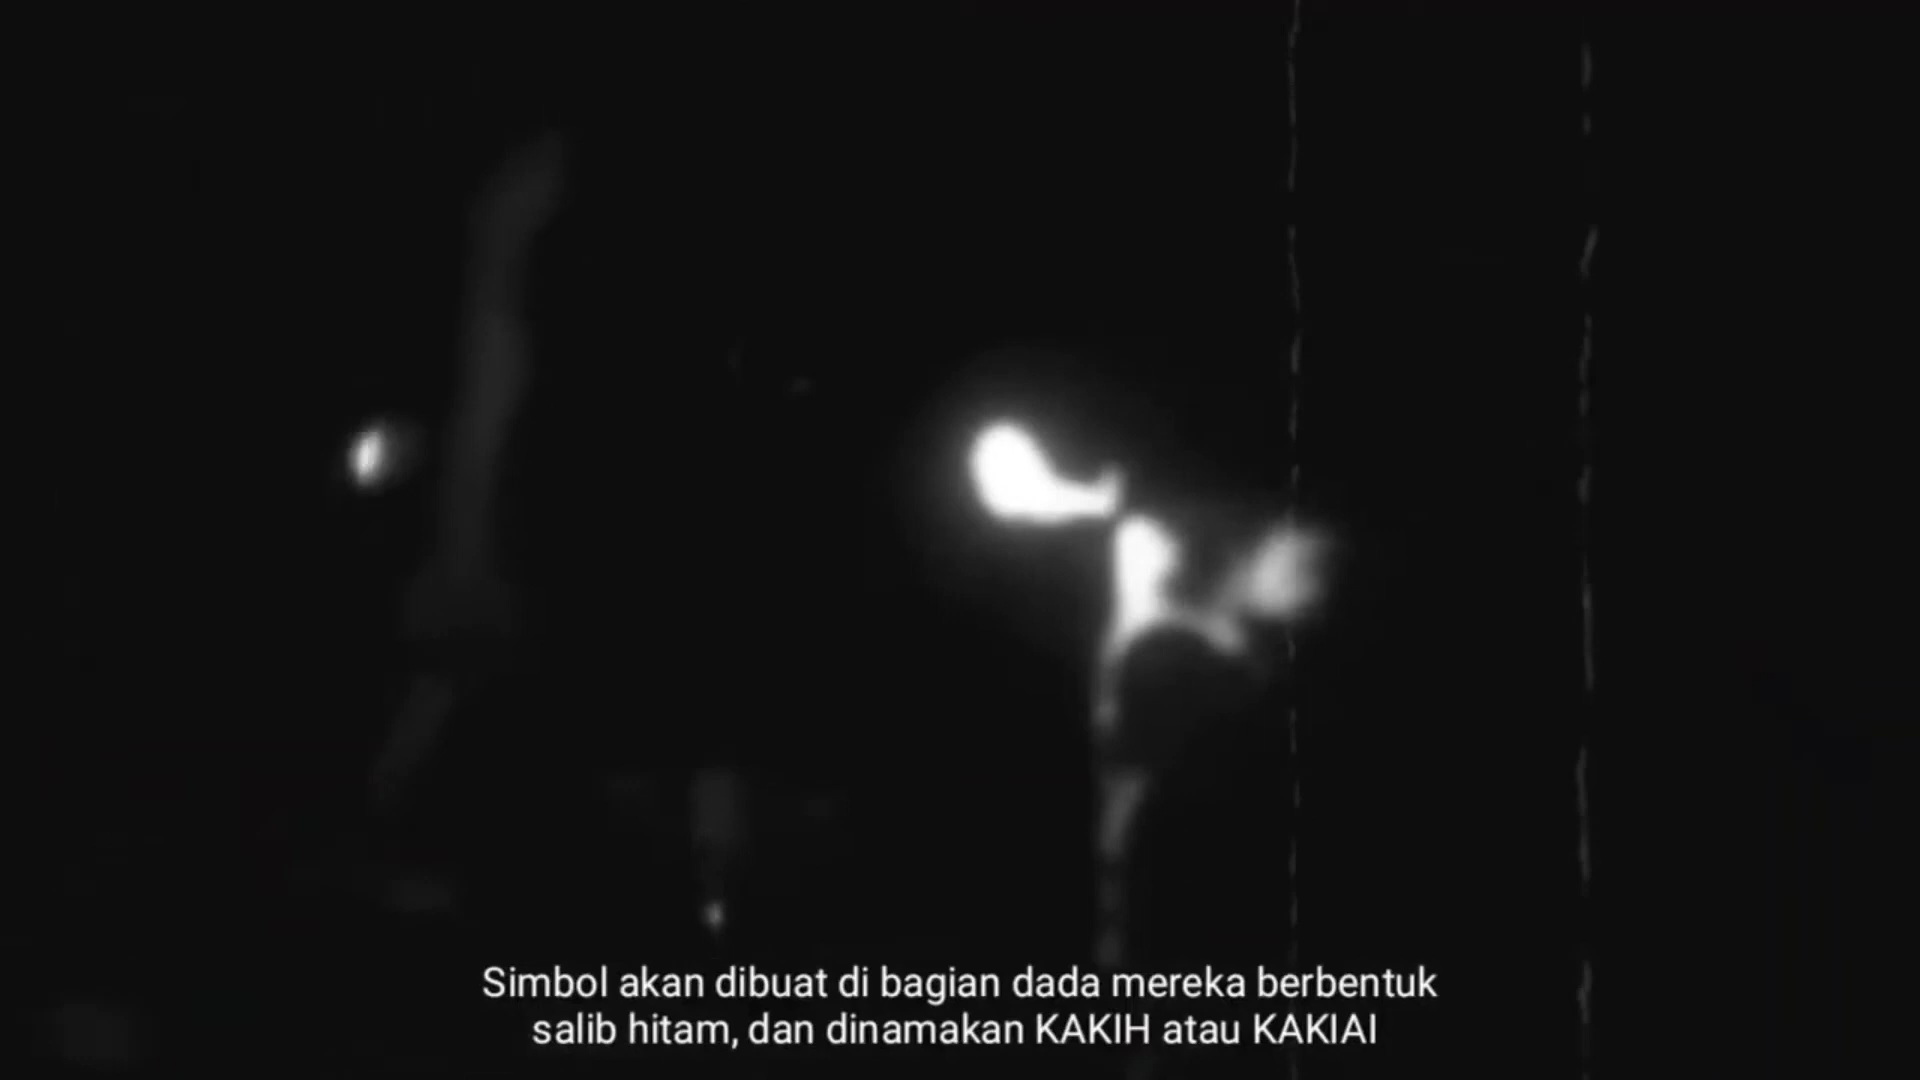 Simbol akan dibuat di bagian dada mereka berbentuk
salib hitam, dan dinamakan KAKIH atau KAKIAI